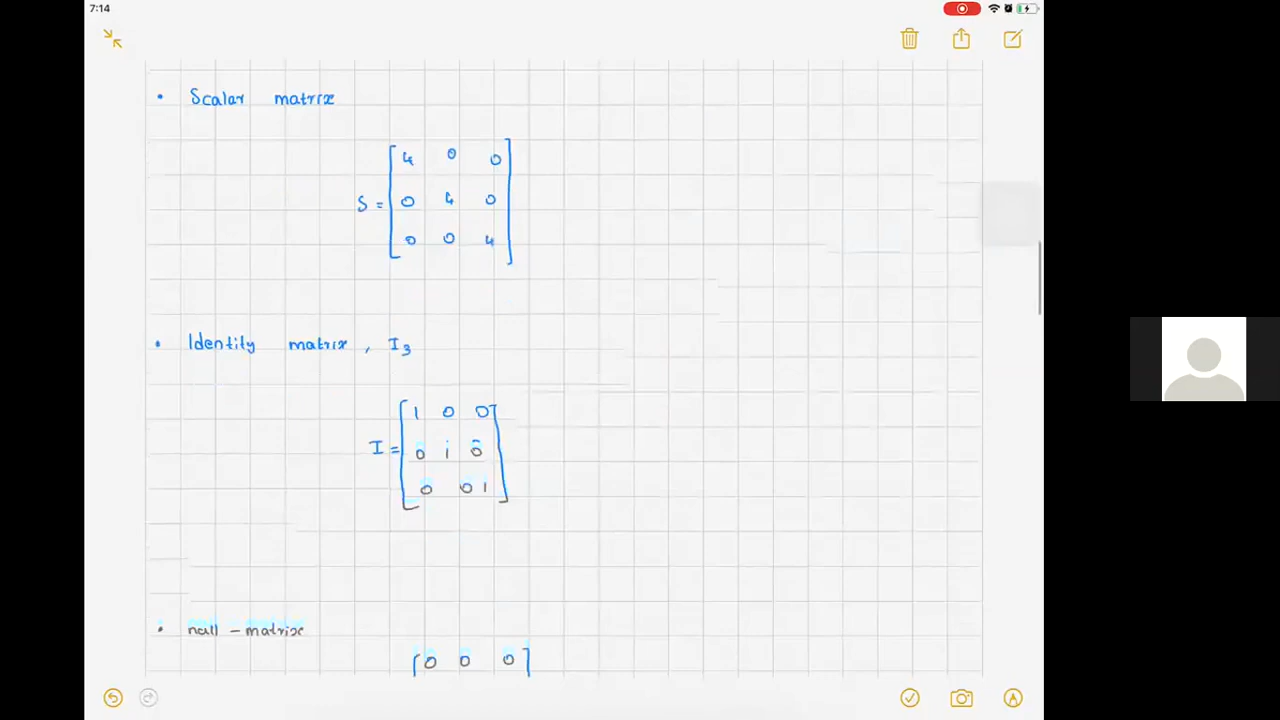 7:14
• Scalar matrix
4 0 0
S = 0 4 0
0 0 4
• Identity matrix, I₃
1 0 0
I = 0 1 0
0 0 1
• null - matrix
0 0 0